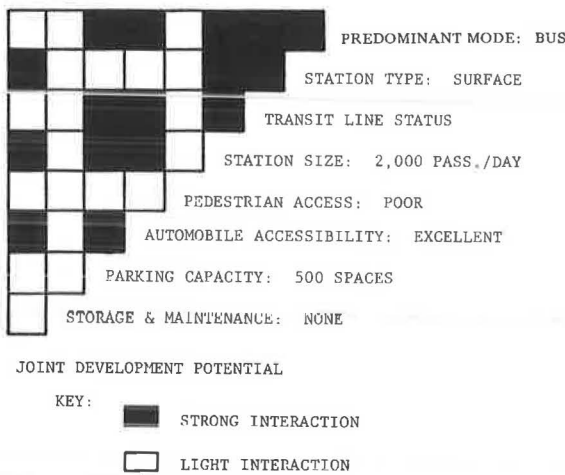 PREDOMINANT MODE: BUS
STATION TYPE: SURFACE
TRANSIT LINE STATUS
STATION SIZE: 2,000 PASS./DAY
PEDESTRIAN ACCESS: POOR
AUTOMOBILE ACCESSIBILITY: EXCELLENT
PARKING CAPACITY: 500 SPACES
STORAGE & MAINTENANCE: NONE
JOINT DEVELOPMENT POTENTIAL
KEY:
STRONG INTERACTION
LIGHT INTERACTION